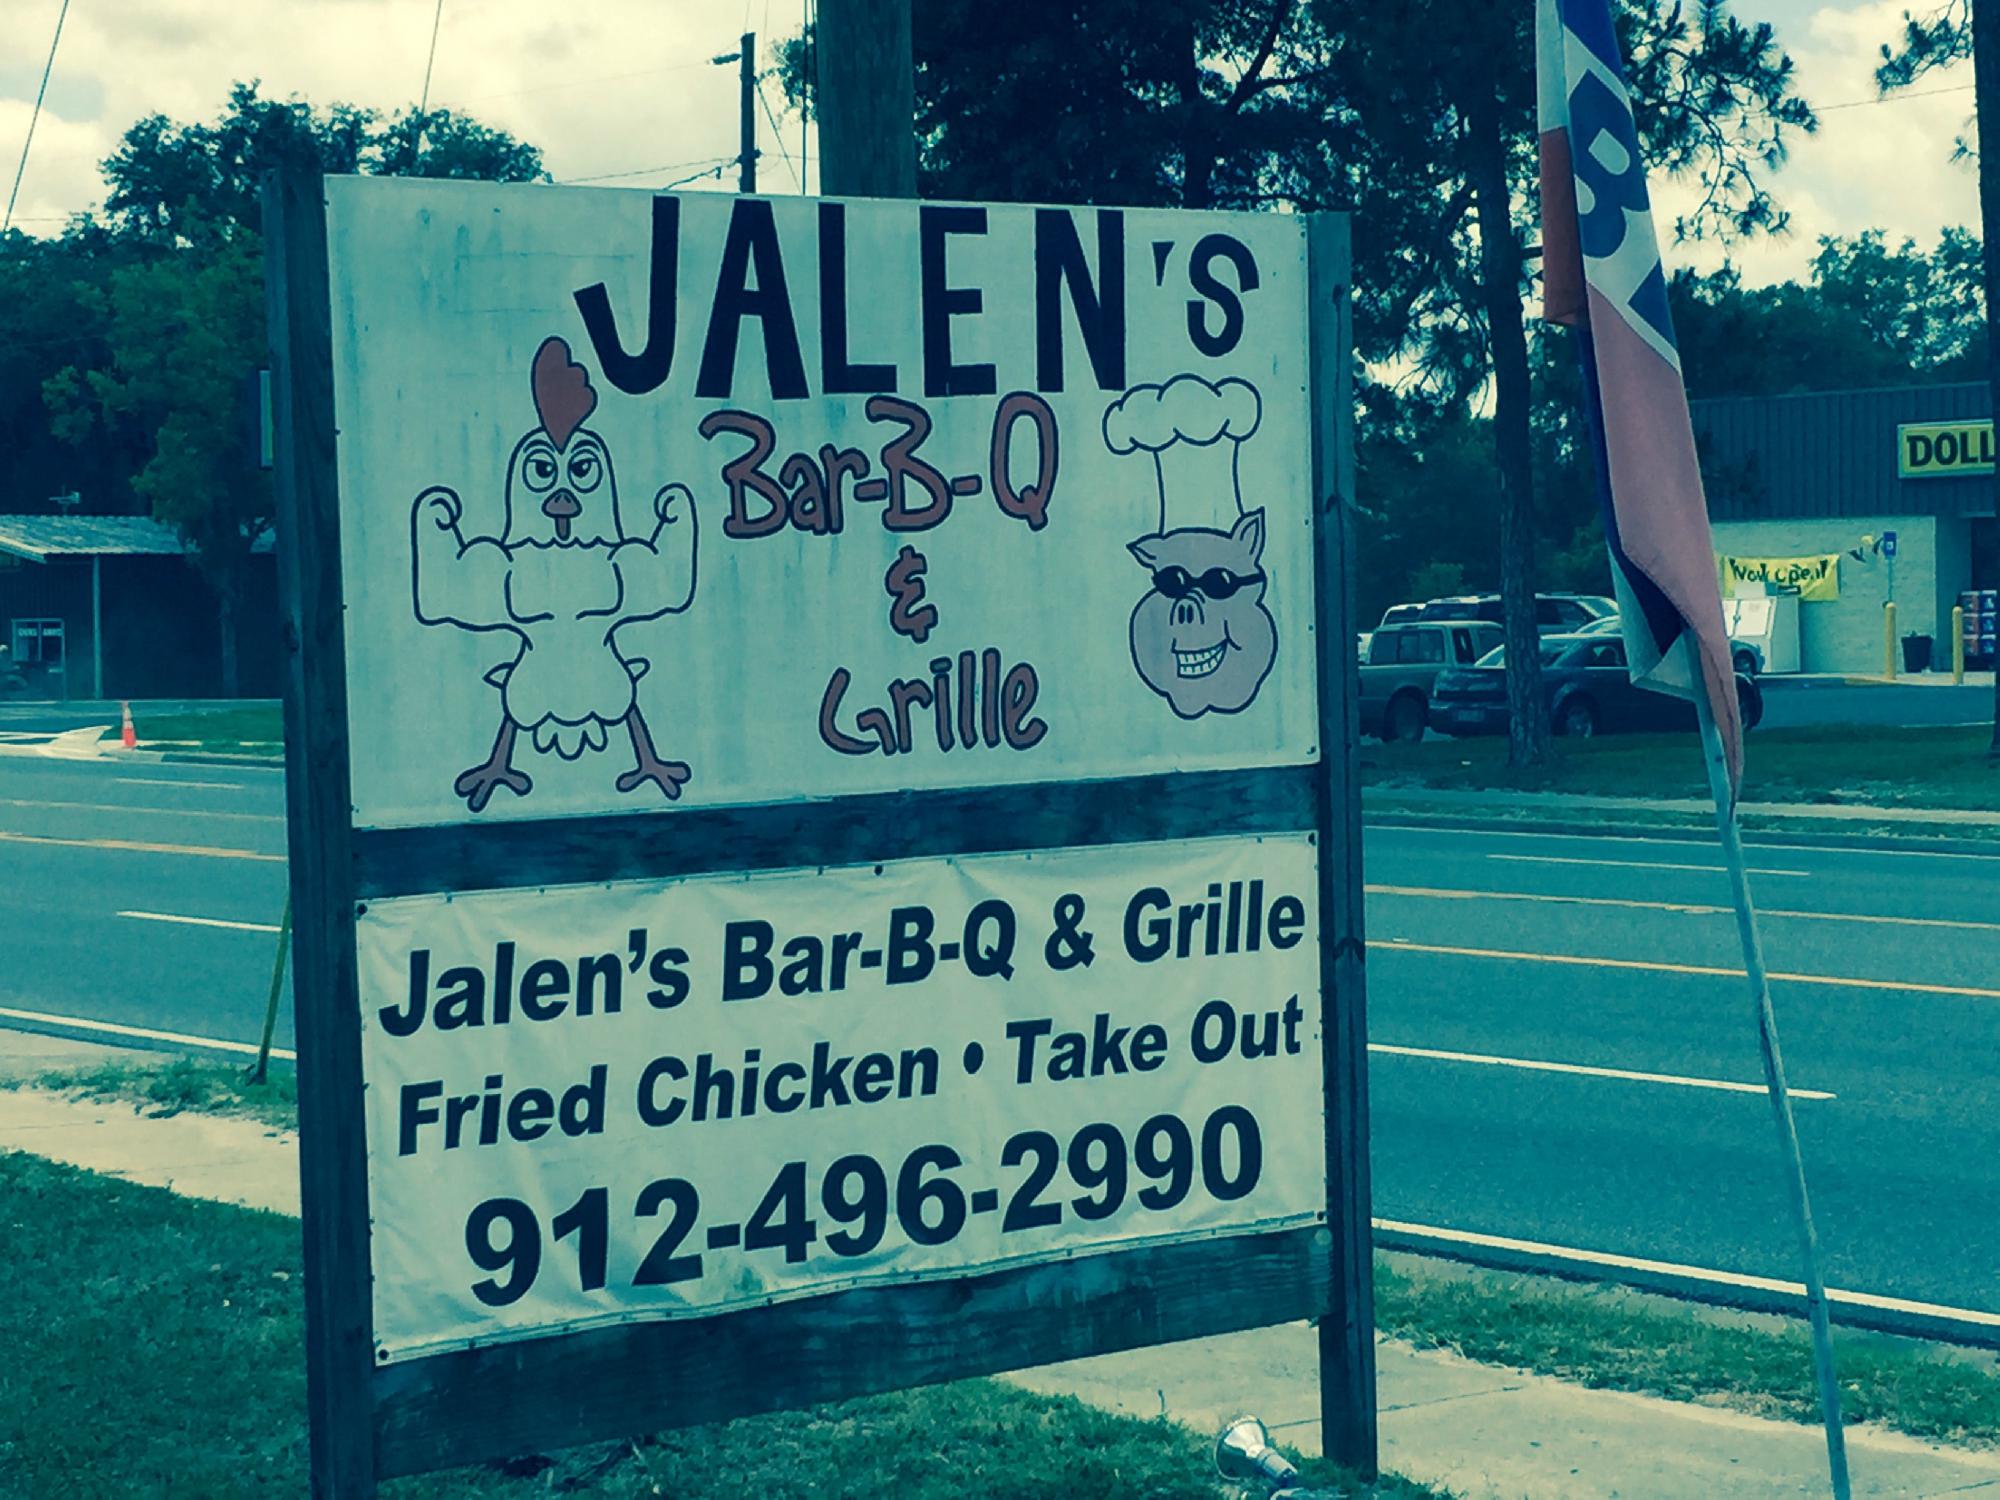 JALEN'S
Bar-B-Q
&
Grille
Jalen's Bar-B-Q & Grille
Fried Chicken • Take Out
912-496-2990
DOLL
Now Open